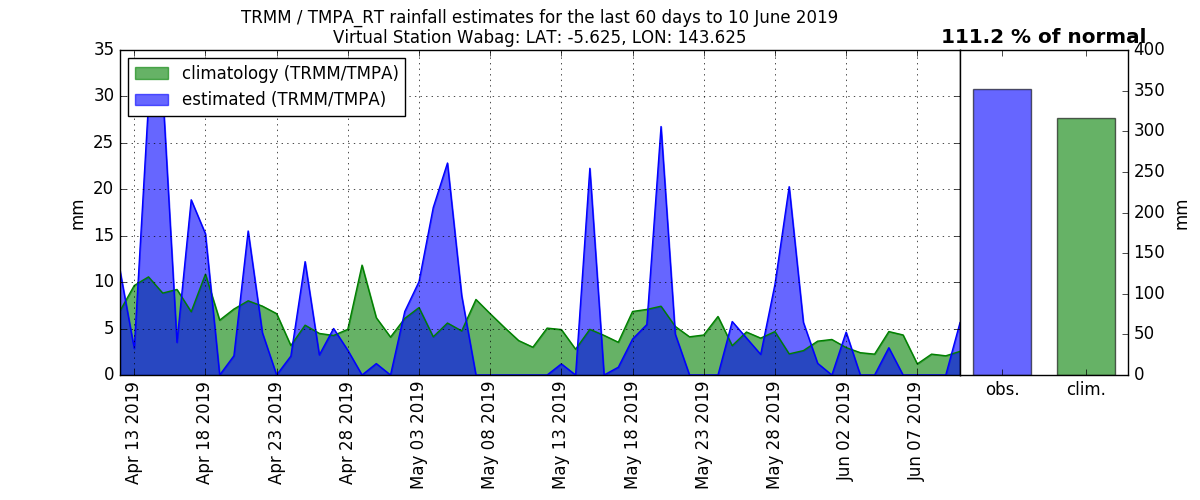 TRMM / TMPA_RT rainfall estimates for the last 60 days to 10 June 2019
Virtual Station Wabag: LAT: -5.625, LON: 143.625
111.2 % of normal
climatology (TRMM/TMPA)
estimated (TRMM/TMPA)
35
30
25
20
15
10
5
0
mm
Apr 13 2019
Apr 18 2019
Apr 23 2019
Apr 28 2019
May 03 2019
May 08 2019
May 13 2019
May 18 2019
May 23 2019
May 28 2019
Jun 02 2019
Jun 07 2019
400
350
300
250
200
150
100
50
0
mm
obs.
clim.